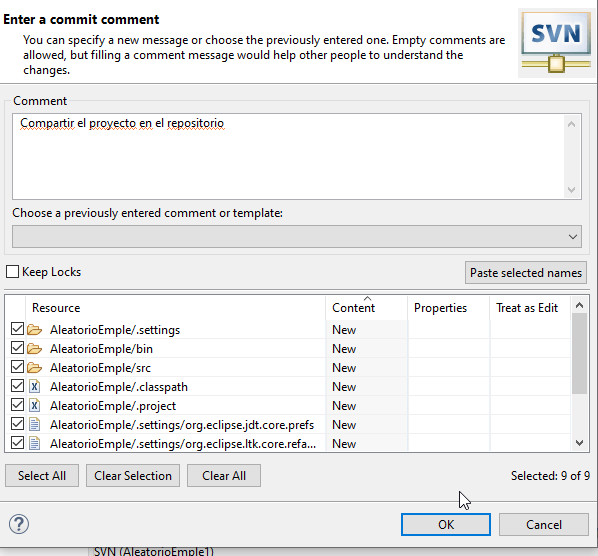 Enter a commit comment
You can specify a new message or choose the previously entered one. Empty comments are
allowed, but filling a comment message would help other people to understand the
changes.
SVN
Comment
Compartir el proyecto en el repositorio
Choose a previously entered comment or template:
Keep Locks
Paste selected names
Resource Content Properties Treat as Edit
AleatorioEmple/.settings New
AleatorioEmple/bin New
AleatorioEmple/src New
X AleatorioEmple/.classpath New
X AleatorioEmple/.project New
AleatorioEmple/.settings/org.eclipse.jdt.core.prefs New
AleatorioEmple/.settings/org.eclipse.ltk.core.refa... New
Select All Clear Selection Clear All Selected: 9 of 9
? OK Cancel
SVN (AleatorioEmple1)